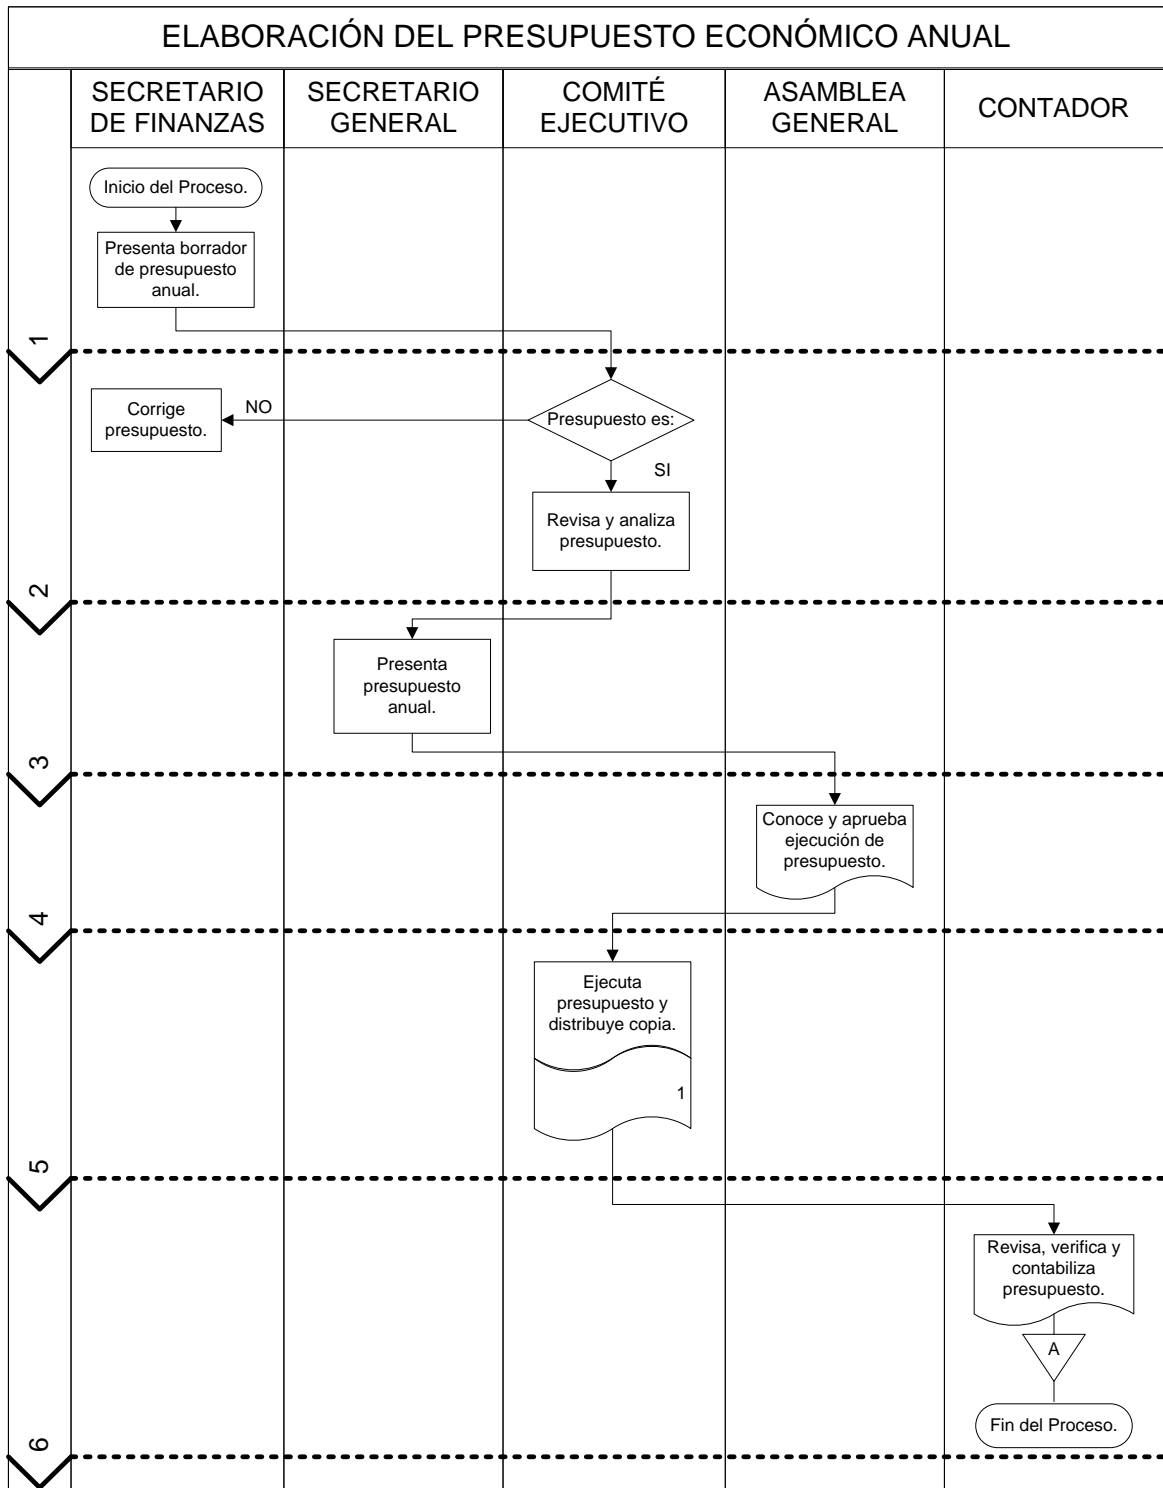 ELABORACIÓN DEL PRESUPUESTO ECONÓMICO ANUAL
SECRETARIO
DE FINANZAS
SECRETARIO
GENERAL
COMITÉ
EJECUTIVO
ASAMBLEA
GENERAL
CONTADOR
Inicio del Proceso.
Presenta borrador
de presupuesto
anual.
1
Corrige
presupuesto.
NO
Presupuesto es:
SI
Revisa y analiza
presupuesto.
2
Presenta
presupuesto
anual.
3
Conoce y aprueba
ejecución de
presupuesto.
4
Ejecuta
presupuesto y
distribuye copia.
1
5
Revisa, verifica y
contabiliza
presupuesto.
A
Fin del Proceso.
6